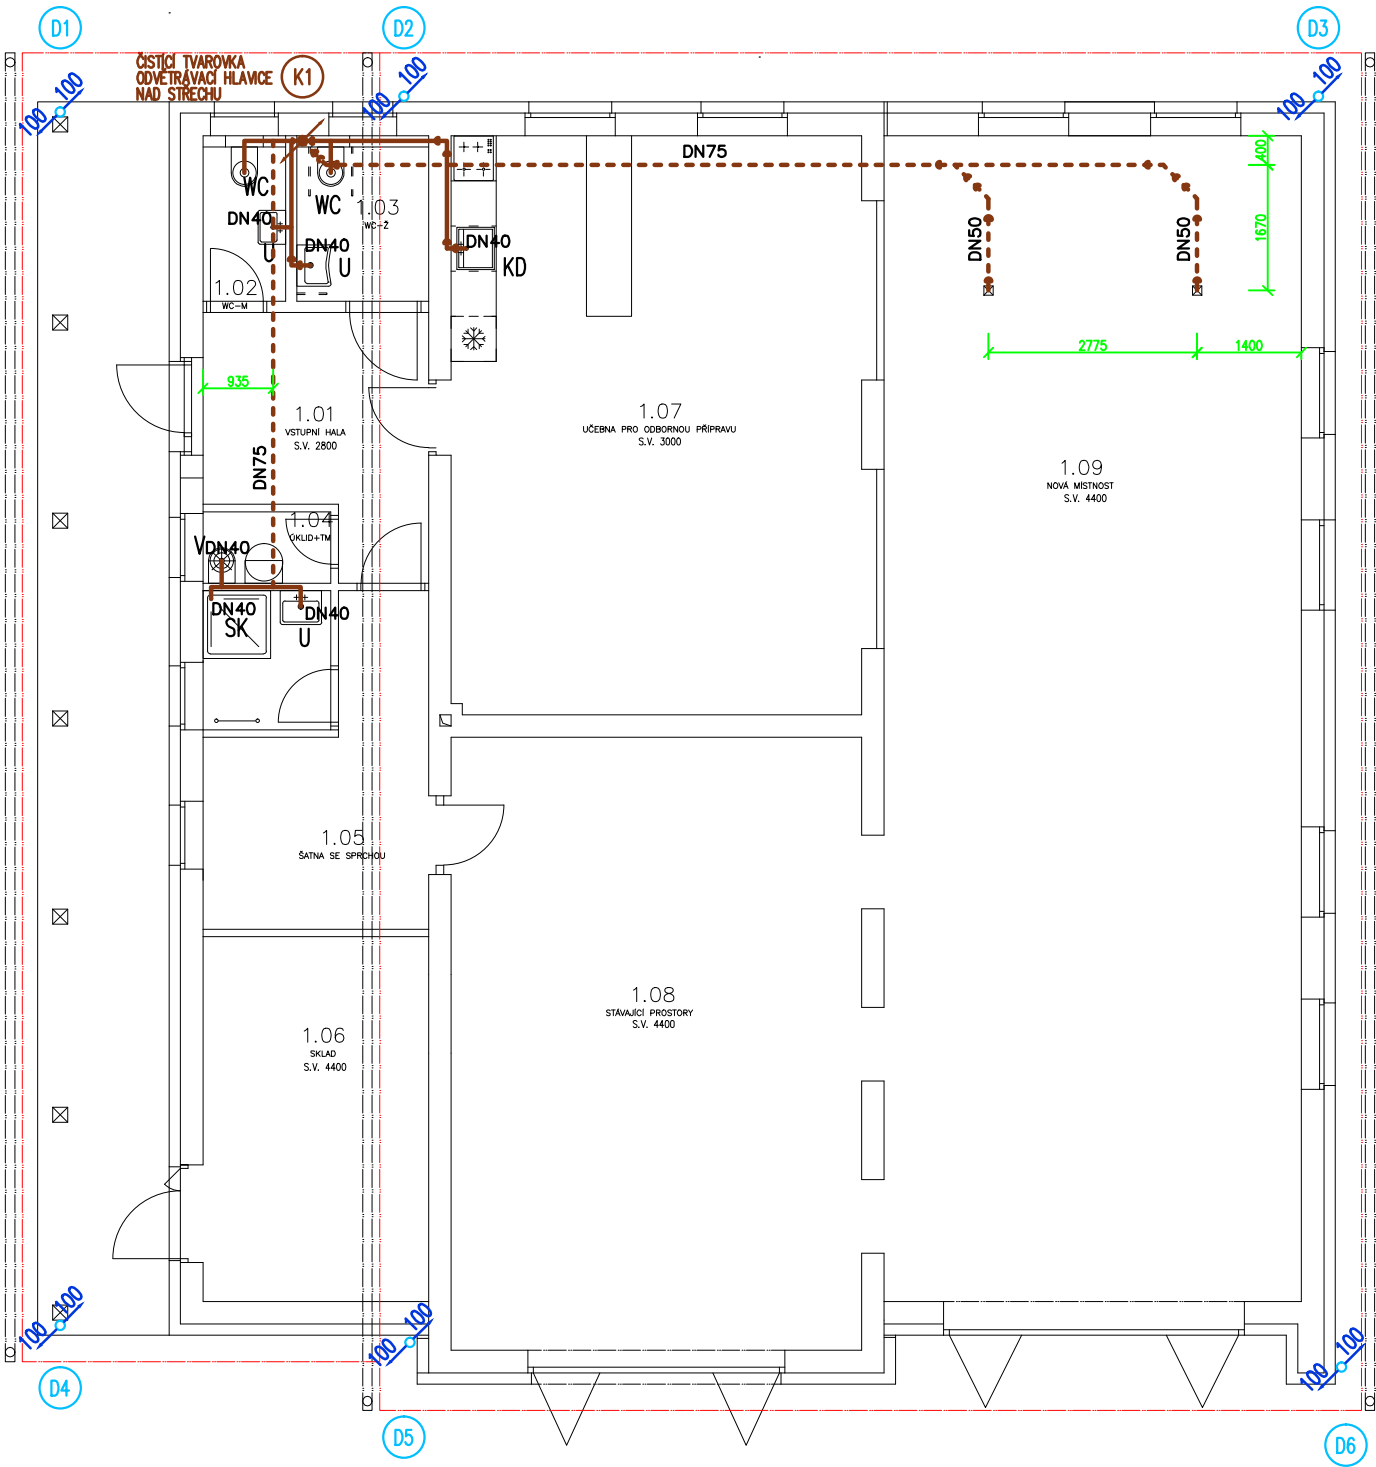 D1
D2
D3
ČISTÍCÍ TVAROVKA
ODVĚTRÁVACÍ HLAVICE
NAD STŘECHU
K1
100
100
100
100
100
100
DN75
400
WC
WC
1.03
WC-Ž
DN40
U
DN40
U
DN40
KD
DN50
DN50
1670
1.02
WC-M
2775
1400
935
1.01
VSTUPNÍ HALA
S.V. 2800
1.07
UČEBNA PRO ODBORNOU PŘÍPRAVU
S.V. 3000
DN75
1.09
NOVÁ MÍSTNOST
S.V. 4400
1.04
ÚKLID+TM
V
DN40
DN40
SK
DN40
U
1.05
ŠATNA SE SPRCHOU
1.08
STÁVAJÍCÍ PROSTORY
S.V. 4400
1.06
SKLAD
S.V. 4400
100
100
100
100
100
100
D4
D5
D6